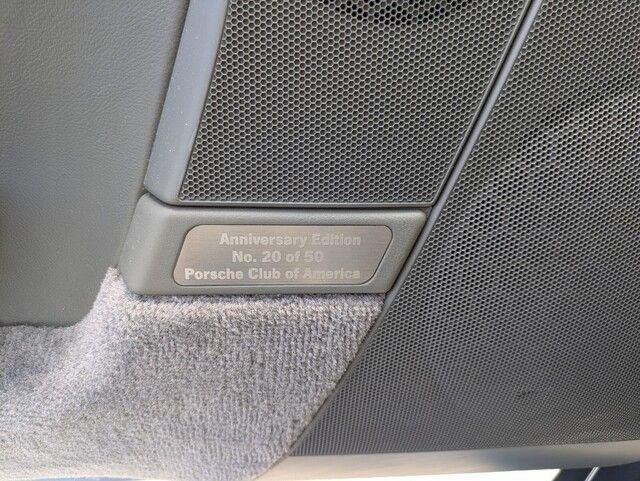 Anniversary Edition
No. 20 of 50
Porsche Club of America